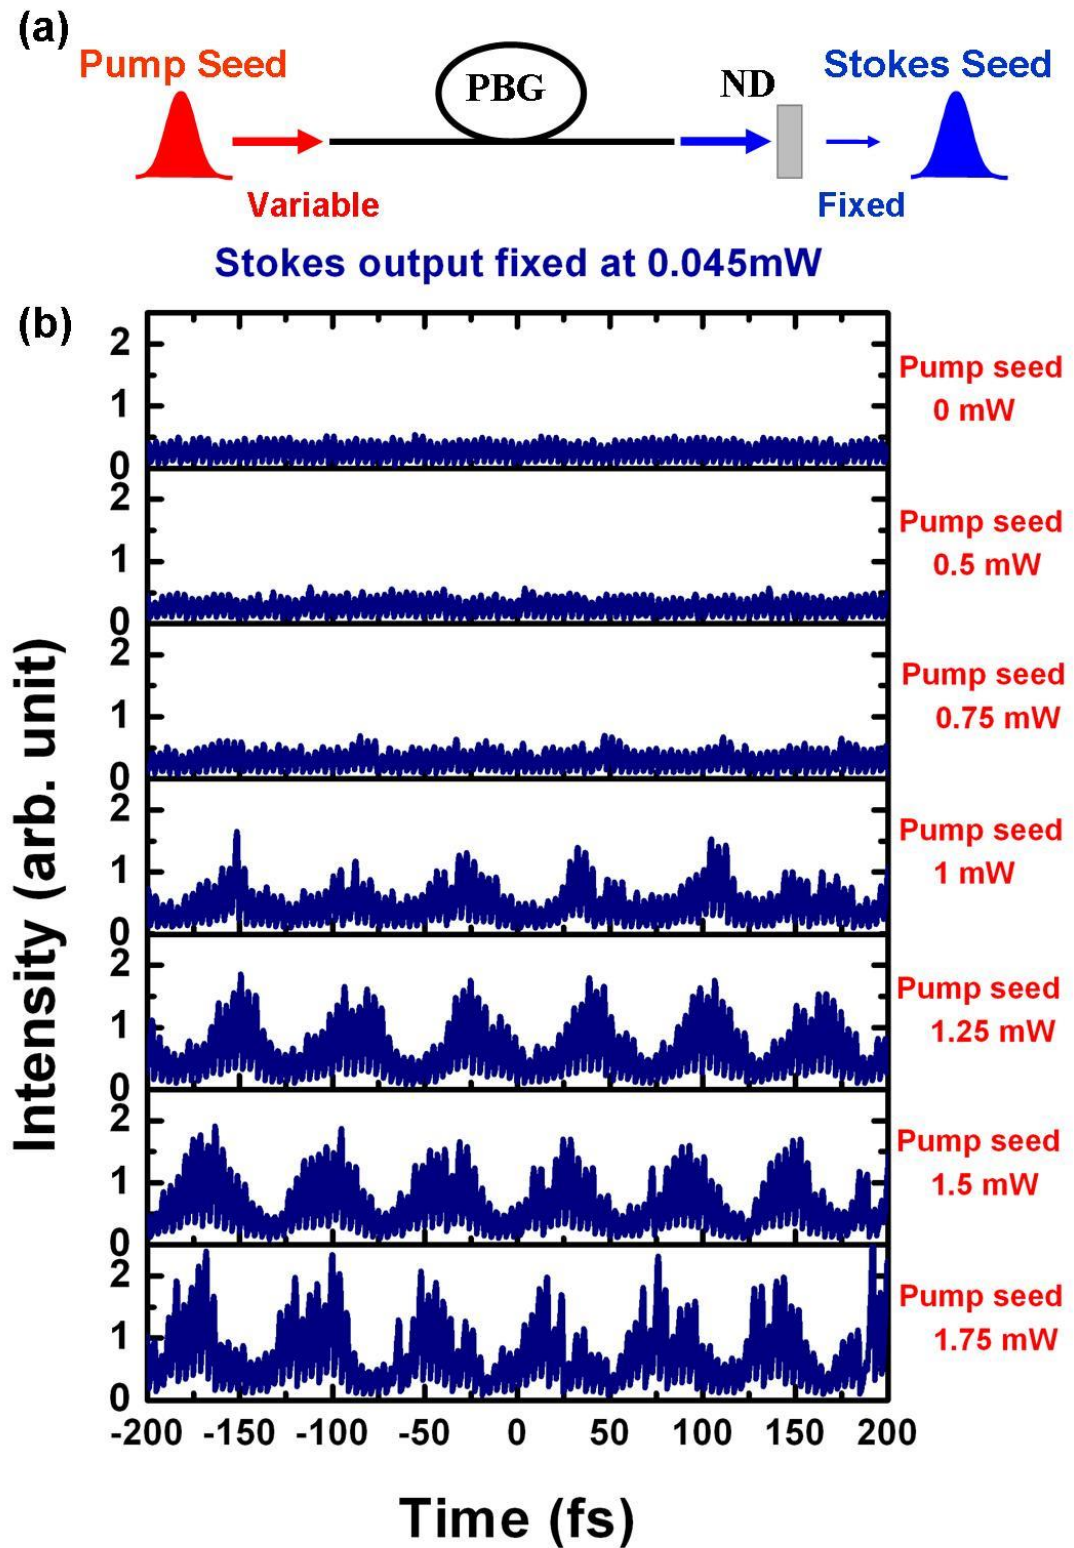 (a)
Pump Seed
PBG
ND
Stokes Seed
Variable
Fixed
Stokes output fixed at 0.045mW
(b)
2
1
0
Pump seed
0 mW
2
1
0
Pump seed
0.5 mW
2
1
0
Pump seed
0.75 mW
2
1
0
Pump seed
1 mW
2
1
0
Pump seed
1.25 mW
2
1
0
Pump seed
1.5 mW
2
1
0
Pump seed
1.75 mW
Intensity (arb. unit)
-200 -150 -100 -50 0 50 100 150 200
Time (fs)